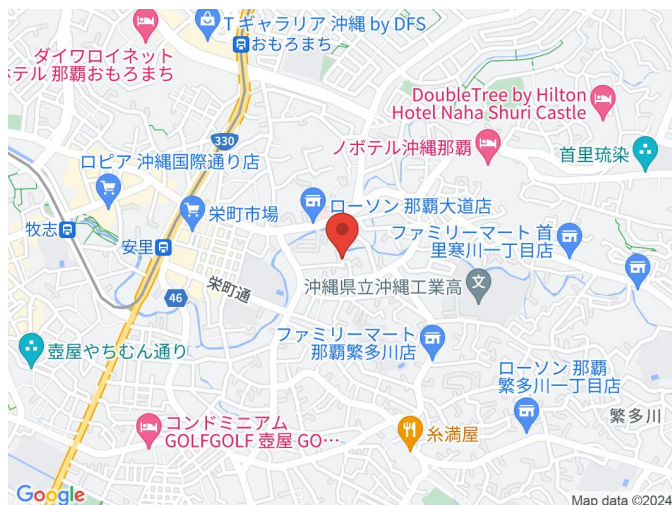 T ギャラリア 沖縄 by DFS
おもろまち
ダイワロイネット
ホテル 那覇おもろまち
330
DoubleTree by Hilton
Hotel Naha Shuri Castle
ノボテル沖縄那覇
首里琉染
ロピア 沖縄国際通り店
栄町市場
ローソン 那覇大道店
牧志
安里
ファミリーマート 首
里寒川一丁目店
栄町通
46
沖縄県立沖縄工業高
ファミリーマート
那覇繁多川店
壺屋やちむん通り
ローソン 那覇
繁多川一丁目店
繁多川
コンドミニアム
GOLFGOLF 壺屋 GO…
糸満屋
文
Google
Map data ©2024